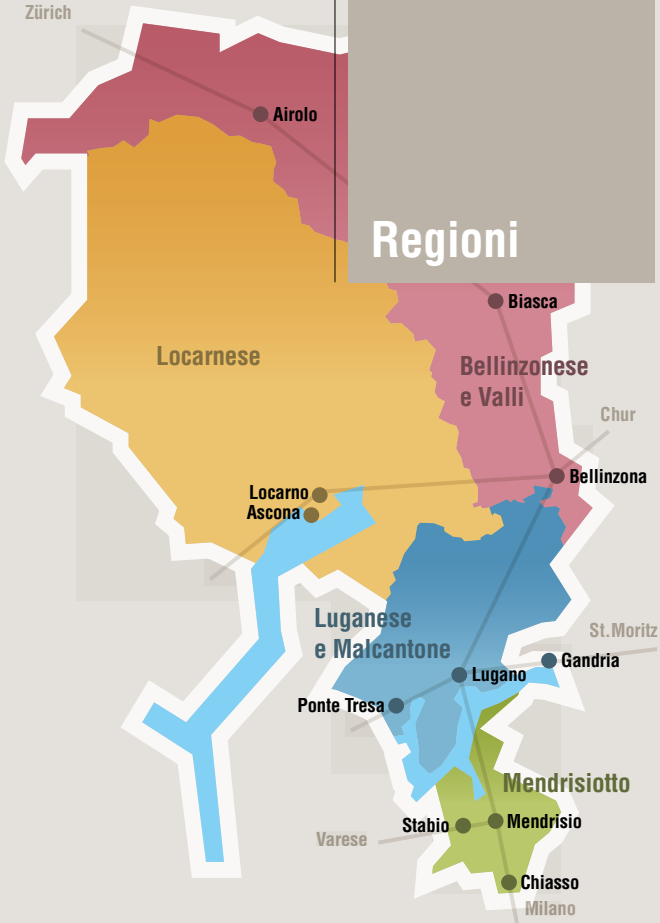 Zürich
Airolo
Regioni
Biasca
Locarnese
Bellinzonese
e Valli
Chur
Bellinzona
Locarno
Ascona
Luganese
e Malcantone
St.Moritz
Gandria
Lugano
Ponte Tresa
Mendrisiotto
Stabio
Mendrisio
Varese
Chiasso
Milano